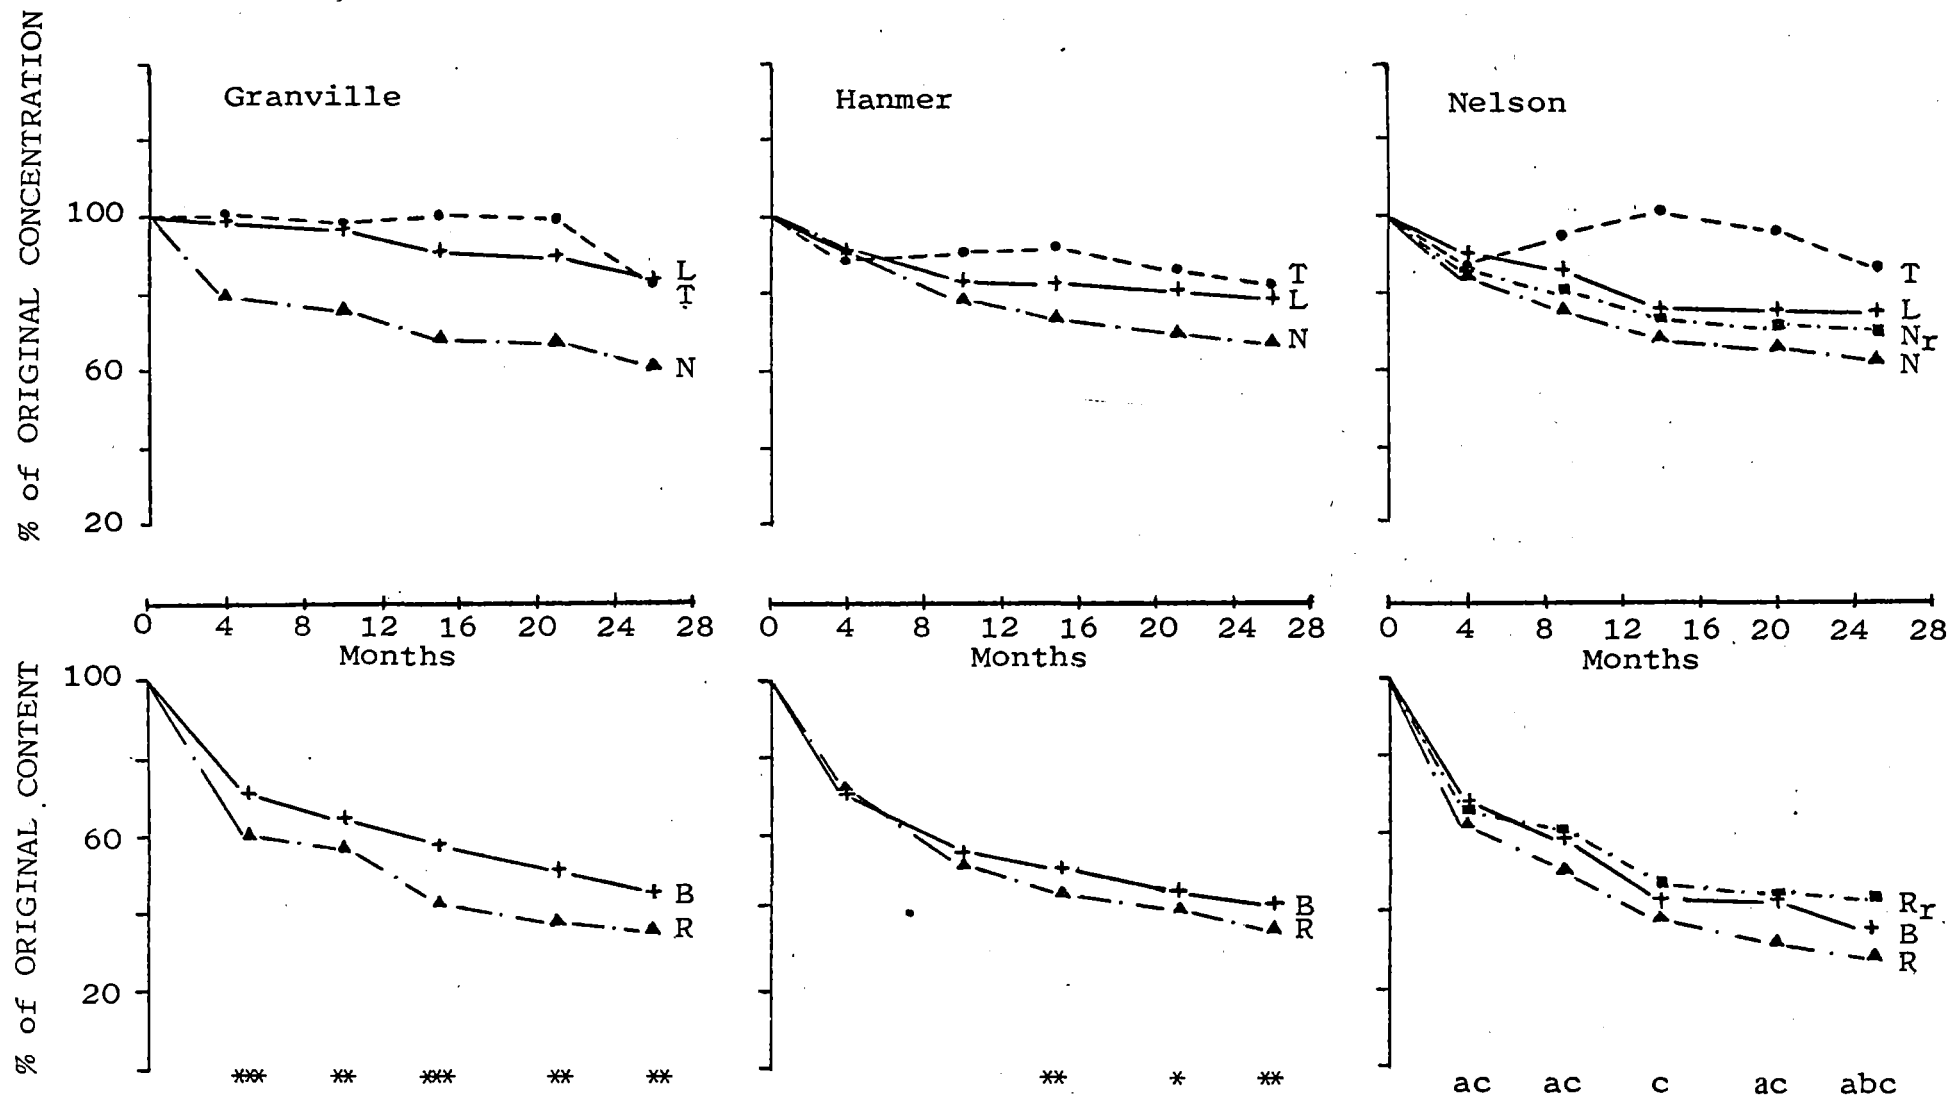 % of ORIGINAL CONCENTRATION
Granville
100
60
20
L
T
N
Hanmer
T
L
N
Nelson
T
L
Nr
N
0 4 8 12 16 20 24 28
Months
0 4 8 12 16 20 24 28
Months
0 4 8 12 16 20 24 28
Months
% of ORIGINAL CONTENT
100
60
20
B
R
*** ** *** ** **
B
R
** * **
Rr
B
R
ac ac c ac abc